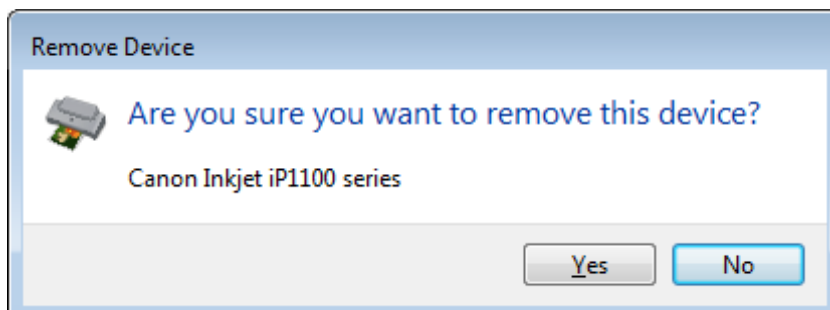 Remove Device
Are you sure you want to remove this device?
Canon Inkjet iP1100 series
Yes No